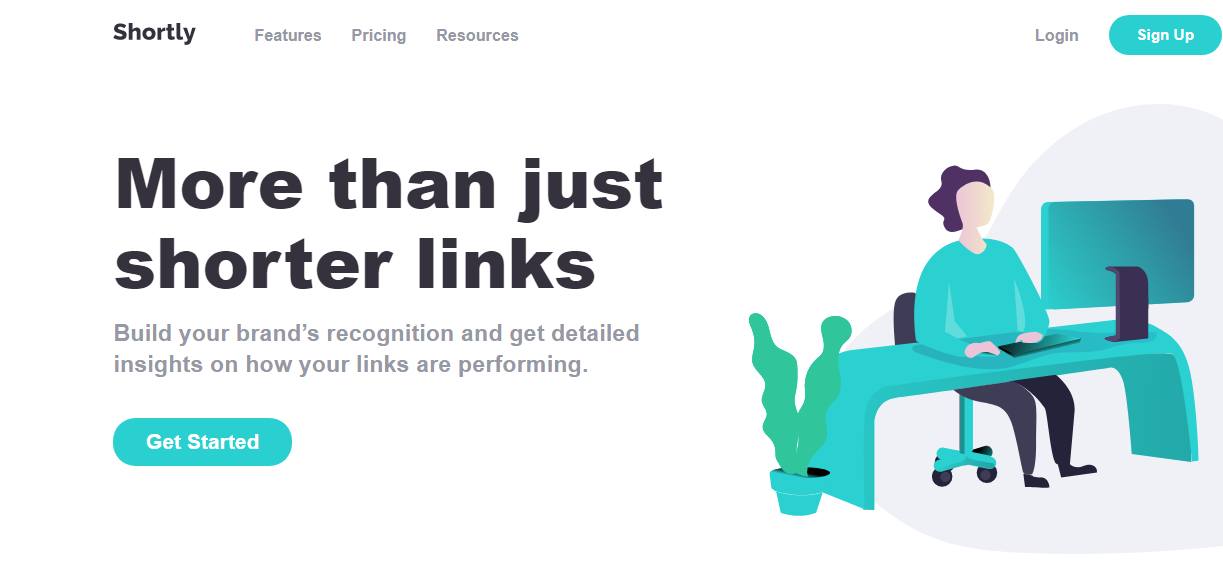 Shortly
Features
Pricing
Resources
Login
Sign Up
More than just
shorter links
Build your brand’s recognition and get detailed
insights on how your links are performing.
Get Started